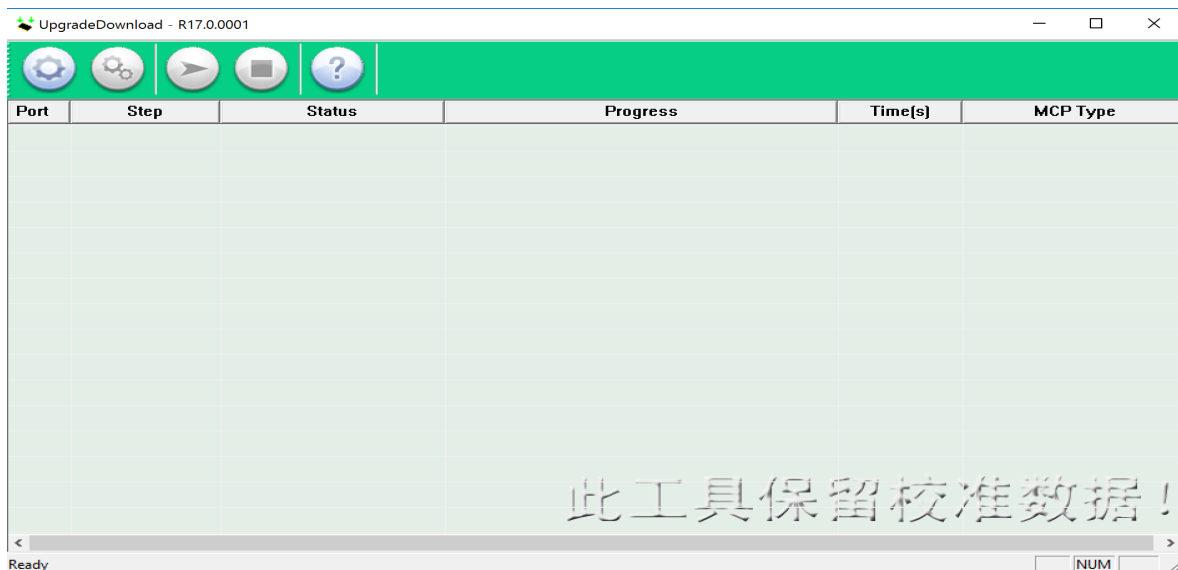 UpgradeDownload - R17.0.0001
?
Port Step Status Progress Time(s) MCP Type
此工具保留校准数据！
Ready NUM